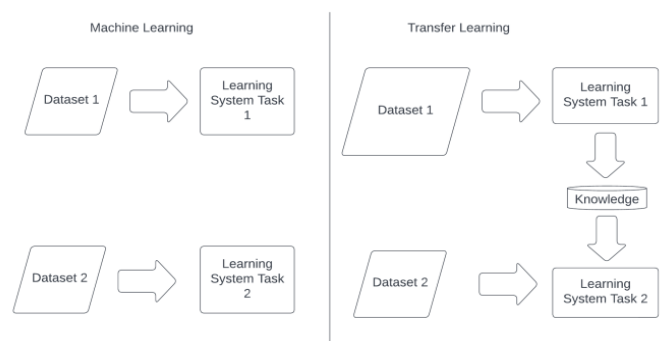 Machine Learning
Dataset 1
Learning
System Task
1
Dataset 2
Learning
System Task
2
Transfer Learning
Dataset 1
Learning
System Task 1
Knowledge
Dataset 2
Learning
System Task 2